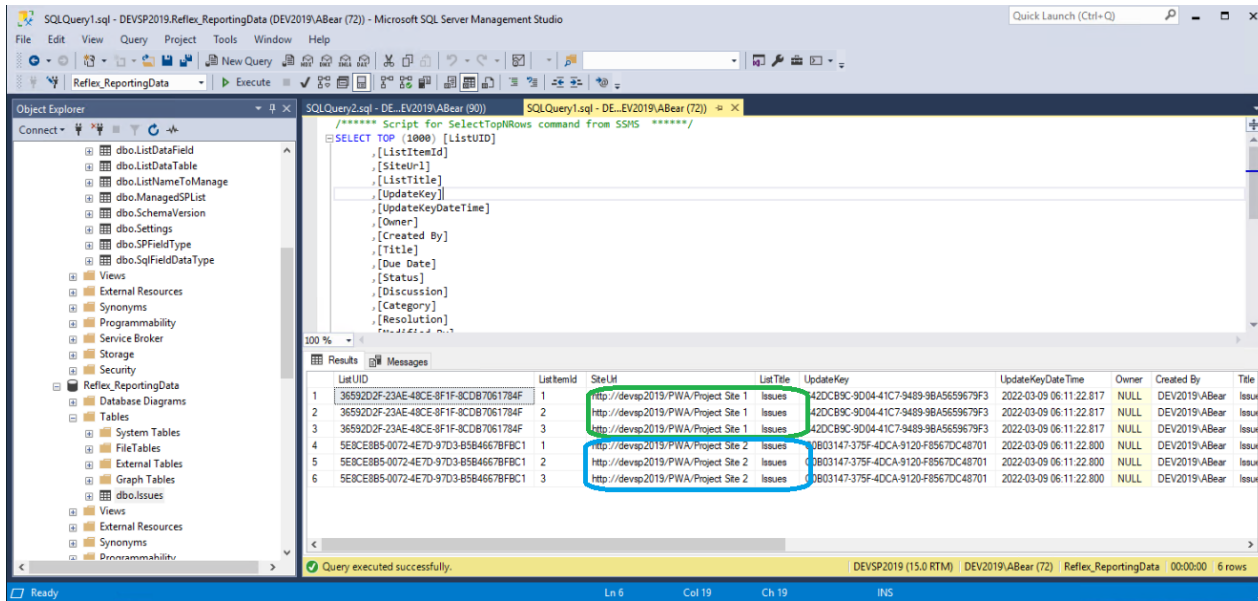 SQLQuery1.sql - DEVSP2019.Reflex_ReportingData (DEV2019\ABear (72)) - Microsoft SQL Server Management Studio
Quick Launch (Ctrl+Q)
File Edit View Query Project Tools Window Help
New Query
Reflex_ReportingData Execute
Object Explorer
SQLQuery2.sql - DE...EV2019\ABear (90))
SQLQuery1.sql - DE...EV2019\ABear (72))
Connect
dbo.ListDataField
dbo.ListDataTable
dbo.ListNameToManage
dbo.ManagedSPList
dbo.SchemaVersion
dbo.Settings
dbo.SPFieldType
dbo.SqlFieldDataType
Views
External Resources
Synonyms
Programmability
Service Broker
Storage
Security
Reflex_ReportingData
Database Diagrams
Tables
System Tables
FileTables
External Tables
Graph Tables
dbo.Issues
Views
External Resources
Synonyms
Programmability
/****** Script for SelectTopNRows command from SSMS ******/
SELECT TOP (1000) [ListUID]
,[ListItemId]
,[SiteUrl]
,[ListTitle]
,[UpdateKey]
,[UpdateKeyDateTime]
,[Owner]
,[Created By]
,[Title]
,[Due Date]
,[Status]
,[Discussion]
,[Category]
,[Resolution]
100 %
Results Messages
ListUID ListItemId SiteUrl ListTitle UpdateKey UpdateKeyDateTime Owner Created By Title
1 36592D2F-23AE-48CE-8F1F-8CDB7061784F 1 http://devsp2019/PWA/Project Site 1 Issues 42DCB9C-9D04-41C7-9489-9BA5659679F3 2022-03-09 06:11:22.817 NULL DEV2019\ABear Issu
2 36592D2F-23AE-48CE-8F1F-8CDB7061784F 2 http://devsp2019/PWA/Project Site 1 Issues 42DCB9C-9D04-41C7-9489-9BA5659679F3 2022-03-09 06:11:22.817 NULL DEV2019\ABear Issu
3 36592D2F-23AE-48CE-8F1F-8CDB7061784F 3 http://devsp2019/PWA/Project Site 1 Issues 42DCB9C-9D04-41C7-9489-9BA5659679F3 2022-03-09 06:11:22.817 NULL DEV2019\ABear Issu
4 5E8CE8B5-0072-4E7D-97D3-B5B4667BFBC1 1 http://devsp2019/PWA/Project Site 2 Issues 0B03147-375F-4DCA-9120-F8567DC48701 2022-03-09 06:11:22.800 NULL DEV2019\ABear Issu
5 5E8CE8B5-0072-4E7D-97D3-B5B4667BFBC1 2 http://devsp2019/PWA/Project Site 2 Issues 0B03147-375F-4DCA-9120-F8567DC48701 2022-03-09 06:11:22.800 NULL DEV2019\ABear Issu
6 5E8CE8B5-0072-4E7D-97D3-B5B4667BFBC1 3 http://devsp2019/PWA/Project Site 2 Issues 0B03147-375F-4DCA-9120-F8567DC48701 2022-03-09 06:11:22.800 NULL DEV2019\ABear Issu
Query executed successfully.
DEVSP2019 (15.0 RTM) DEV2019\ABear (72) Reflex_ReportingData 00:00:00 6 rows
Ready Ln 6 Col 19 Ch 19 INS